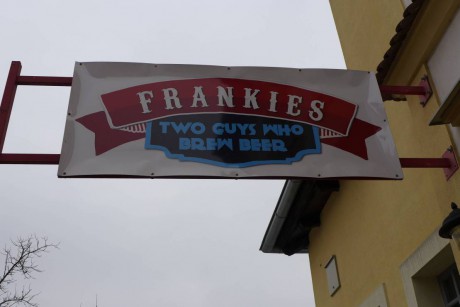 FRANKIES
TWO GUYS WHO
BREW BEER